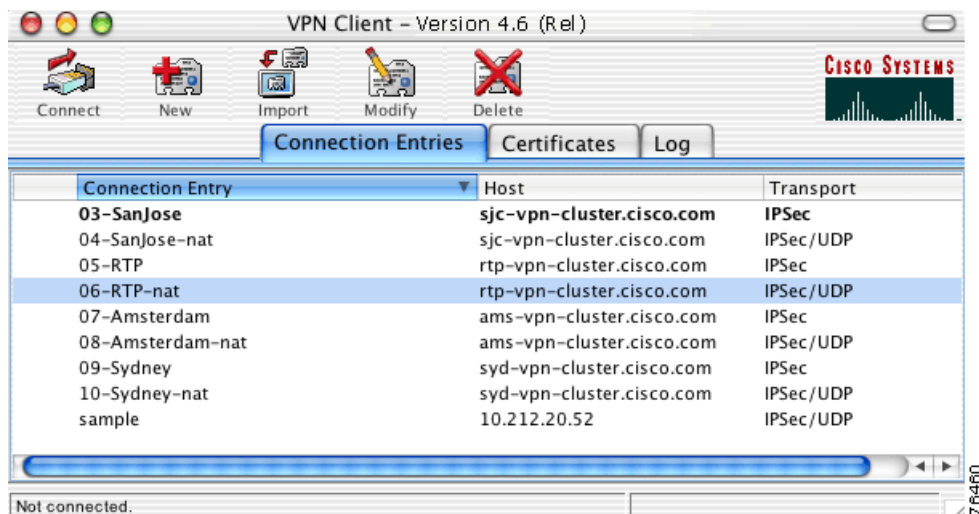 VPN Client – Version 4.6 (Rel)
Connect New Import Modify Delete
CISCO SYSTEMS
Connection Entries Certificates Log
Connection Entry Host Transport
03-SanJose sjc-vpn-cluster.cisco.com IPSec
04-SanJose-nat sjc-vpn-cluster.cisco.com IPSec/UDP
05-RTP rtp-vpn-cluster.cisco.com IPSec
06-RTP-nat rtp-vpn-cluster.cisco.com IPSec/UDP
07-Amsterdam ams-vpn-cluster.cisco.com IPSec
08-Amsterdam-nat ams-vpn-cluster.cisco.com IPSec/UDP
09-Sydney syd-vpn-cluster.cisco.com IPSec
10-Sydney-nat syd-vpn-cluster.cisco.com IPSec/UDP
sample 10.212.20.52 IPSec/UDP
Not connected.
76460